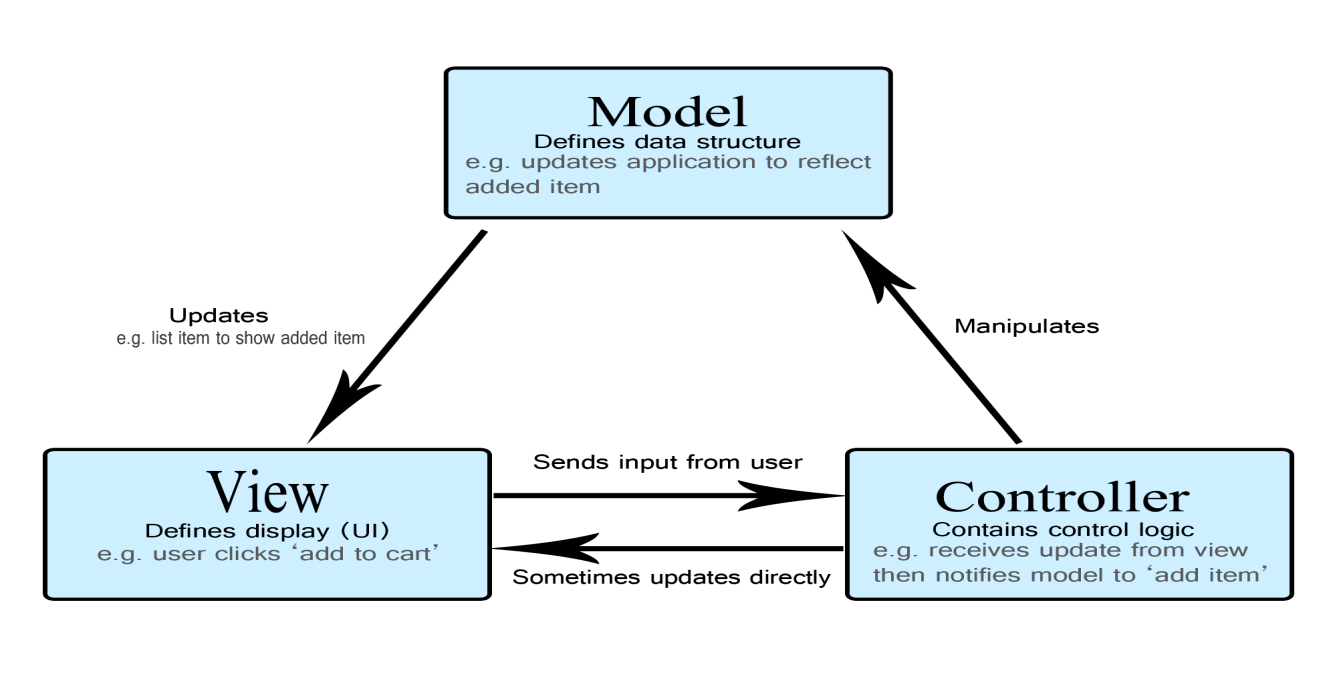 Model
Defines data structure
e.g. updates application to reflect
added item
Updates
e.g. list item to show added item
Manipulates
View
Defines display (UI)
e.g. user clicks ‘add to cart’
Sends input from user
Sometimes updates directly
Controller
Contains control logic
e.g. receives update from view
then notifies model to ‘add item’